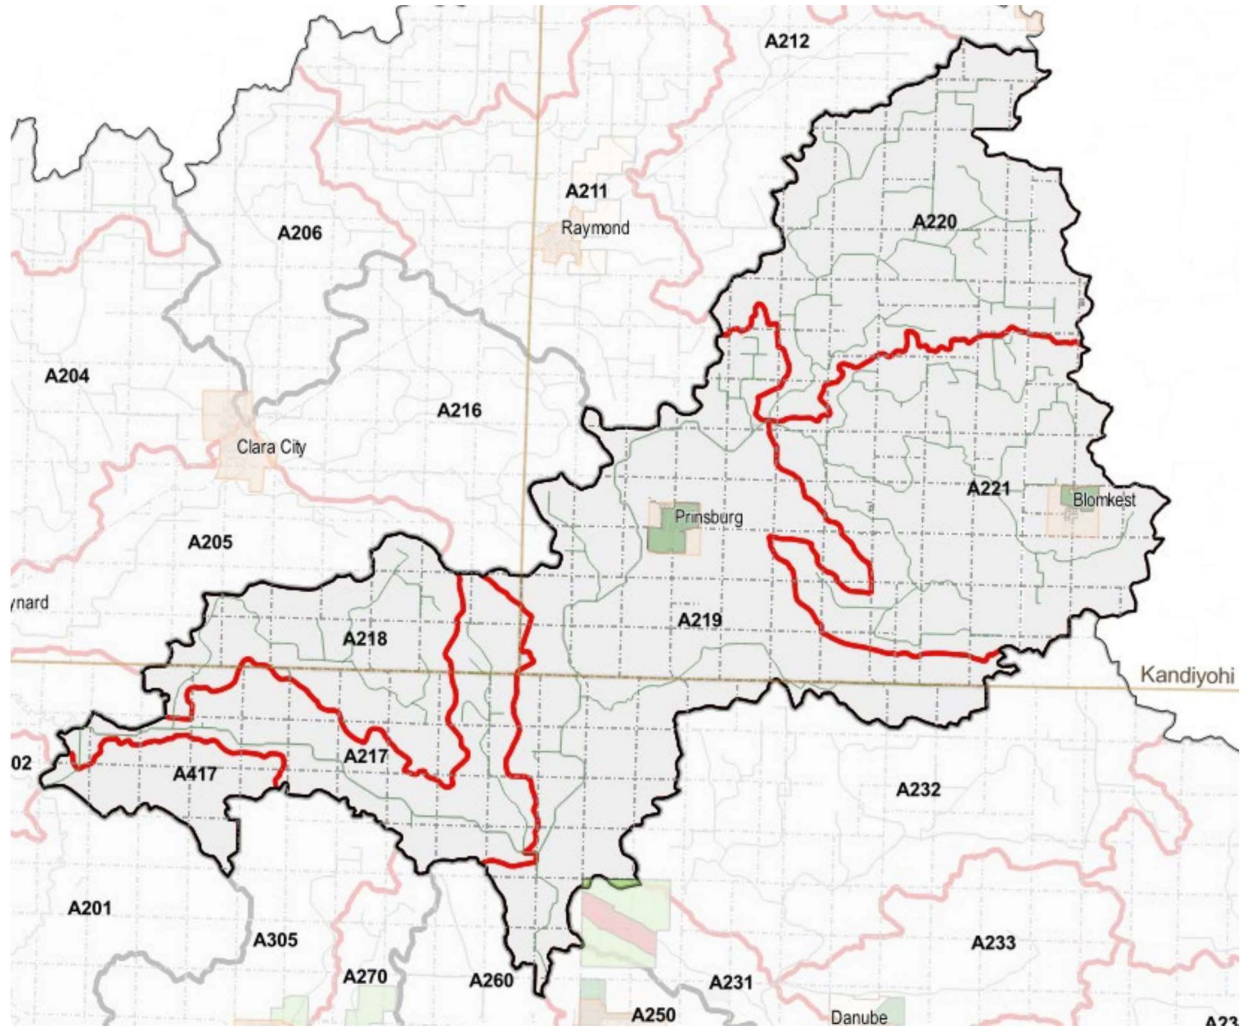 A212
A211
A206
Raymond
A220
A204
A216
Clara City
A221
Blomkest
Prinsburg
A205
ynard
A219
A218
Kandiyohi
A217
02
A417
A232
A201
A305
A233
A270
A260
A231
A250
Danube
A23